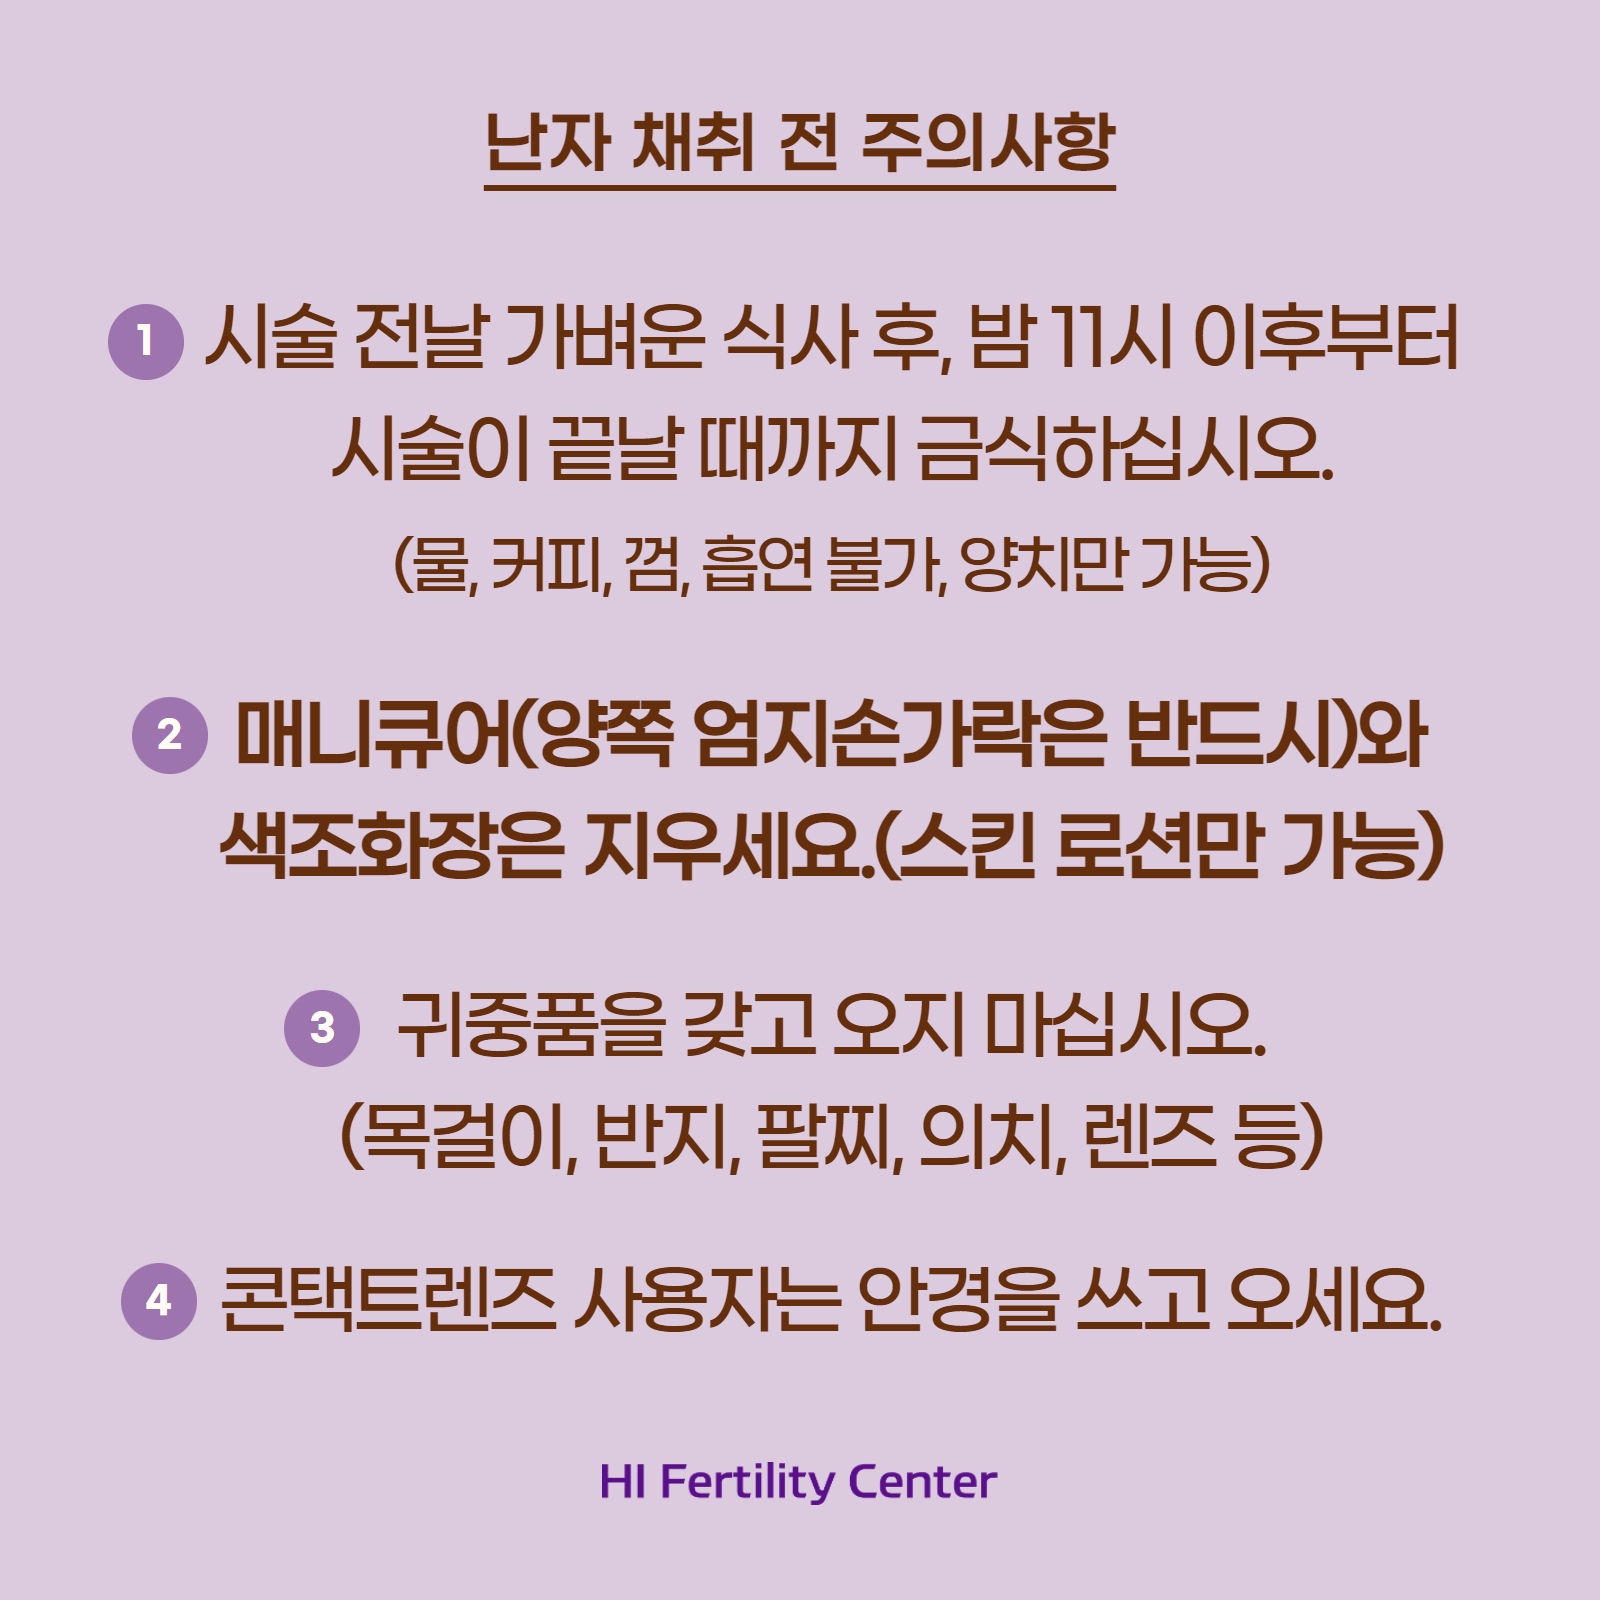 난자 채취 전 주의사항
1 시술 전날 가벼운 식사 후, 밤 11시 이후부터
시술이 끝날 때까지 금식하십시오.
(물, 커피, 껌, 흡연 불가, 양치만 가능)
2 매니큐어(양쪽 엄지손가락은 반드시)와
색조화장은 지우세요.(스킨 로션만 가능)
3 귀중품을 갖고 오지 마십시오.
(목걸이, 반지, 팔찌, 의치, 렌즈 등)
4 콘택트렌즈 사용자는 안경을 쓰고 오세요.
HI Fertility Center